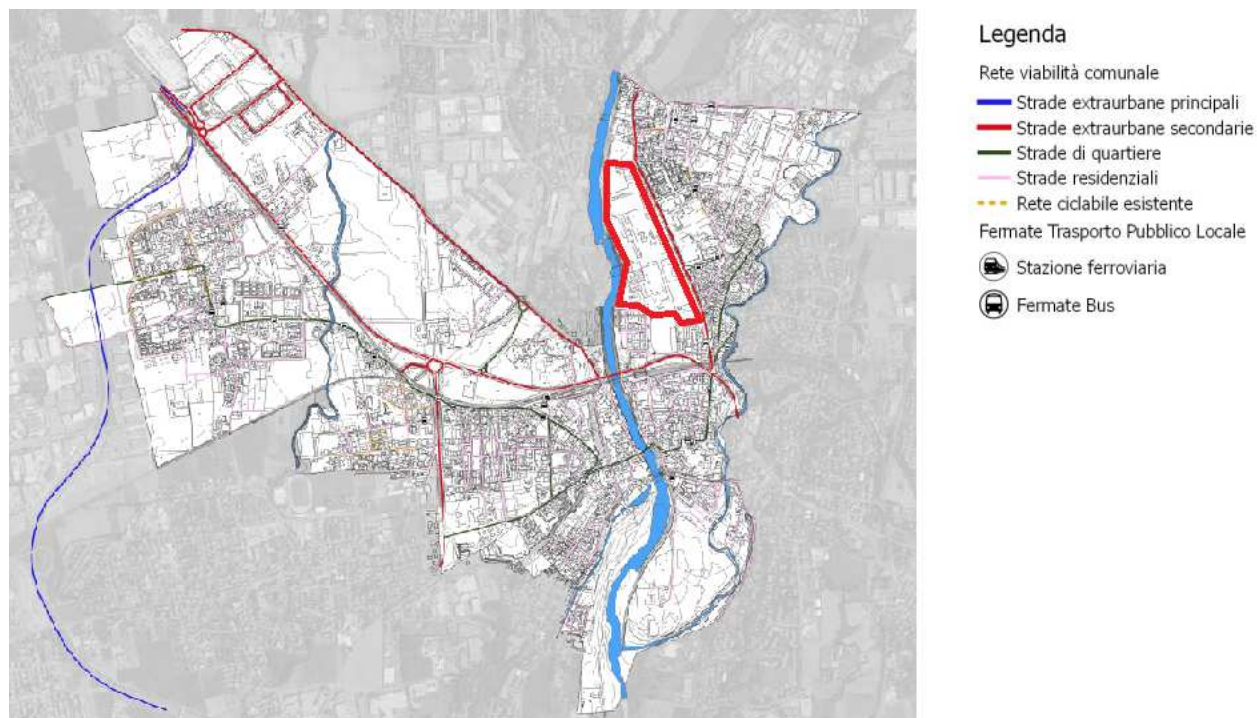 Legenda
Rete viabilità comunale
Strade extraurbane principali
Strade extraurbane secondarie
Strade di quartiere
Strade residenziali
Rete ciclabile esistente
Fermate Trasporto Pubblico Locale
Stazione ferroviaria
Fermate Bus